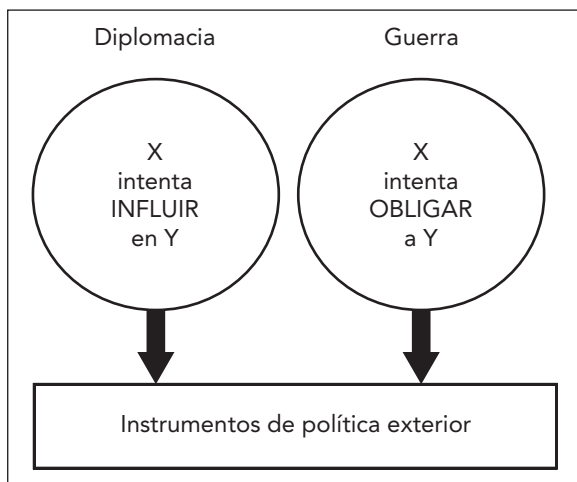 Diplomacia
Guerra
X
intenta
INFLUIR
en Y
X
intenta
OBLIGAR
a Y
Instrumentos de política exterior